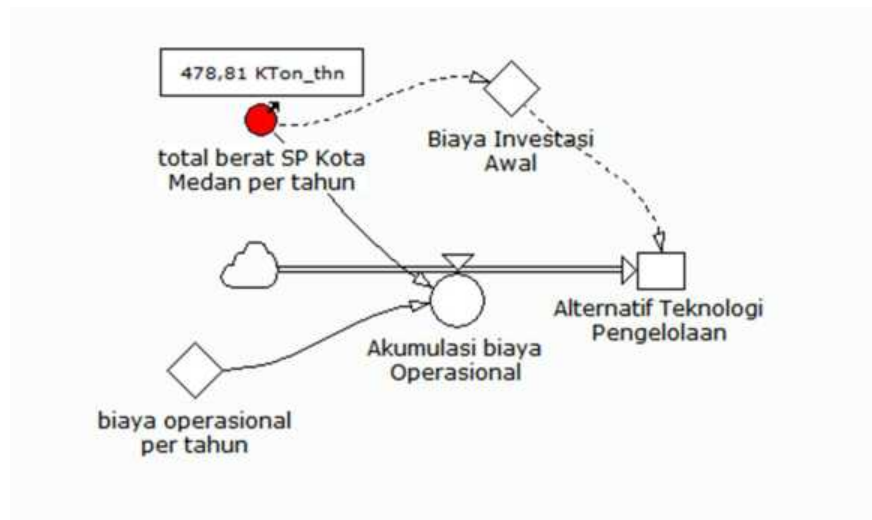 478,81 KTon_thn
total berat SP Kota
Medan per tahun
Biaya Investasi
Awal
Alternatif Teknologi
Pengelolaan
Akumulasi biaya
Operasional
biaya operasional
per tahun